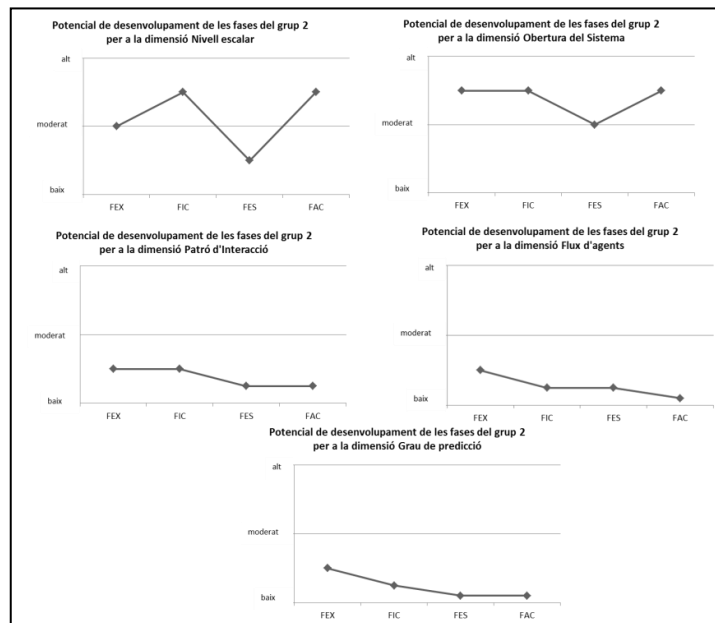 Potencial de desenvolupament de les fases del grup 2
per a la dimensió Nivell escalar
alt
moderat
baix
FEX FIC FES FAC
Potencial de desenvolupament de les fases del grup 2
per a la dimensió Obertura del Sistema
alt
moderat
baix
FEX FIC FES FAC
Potencial de desenvolupament de les fases del grup 2
per a la dimensió Patró d'Interacció
alt
moderat
baix
FEX FIC FES FAC
Potencial de desenvolupament de les fases del grup 2
per a la dimensió Flux d'agents
alt
moderat
baix
FEX FIC FES FAC
Potencial de desenvolupament de les fases del grup 2
per a la dimensió Grau de predicció
alt
moderat
baix
FEX FIC FES FAC